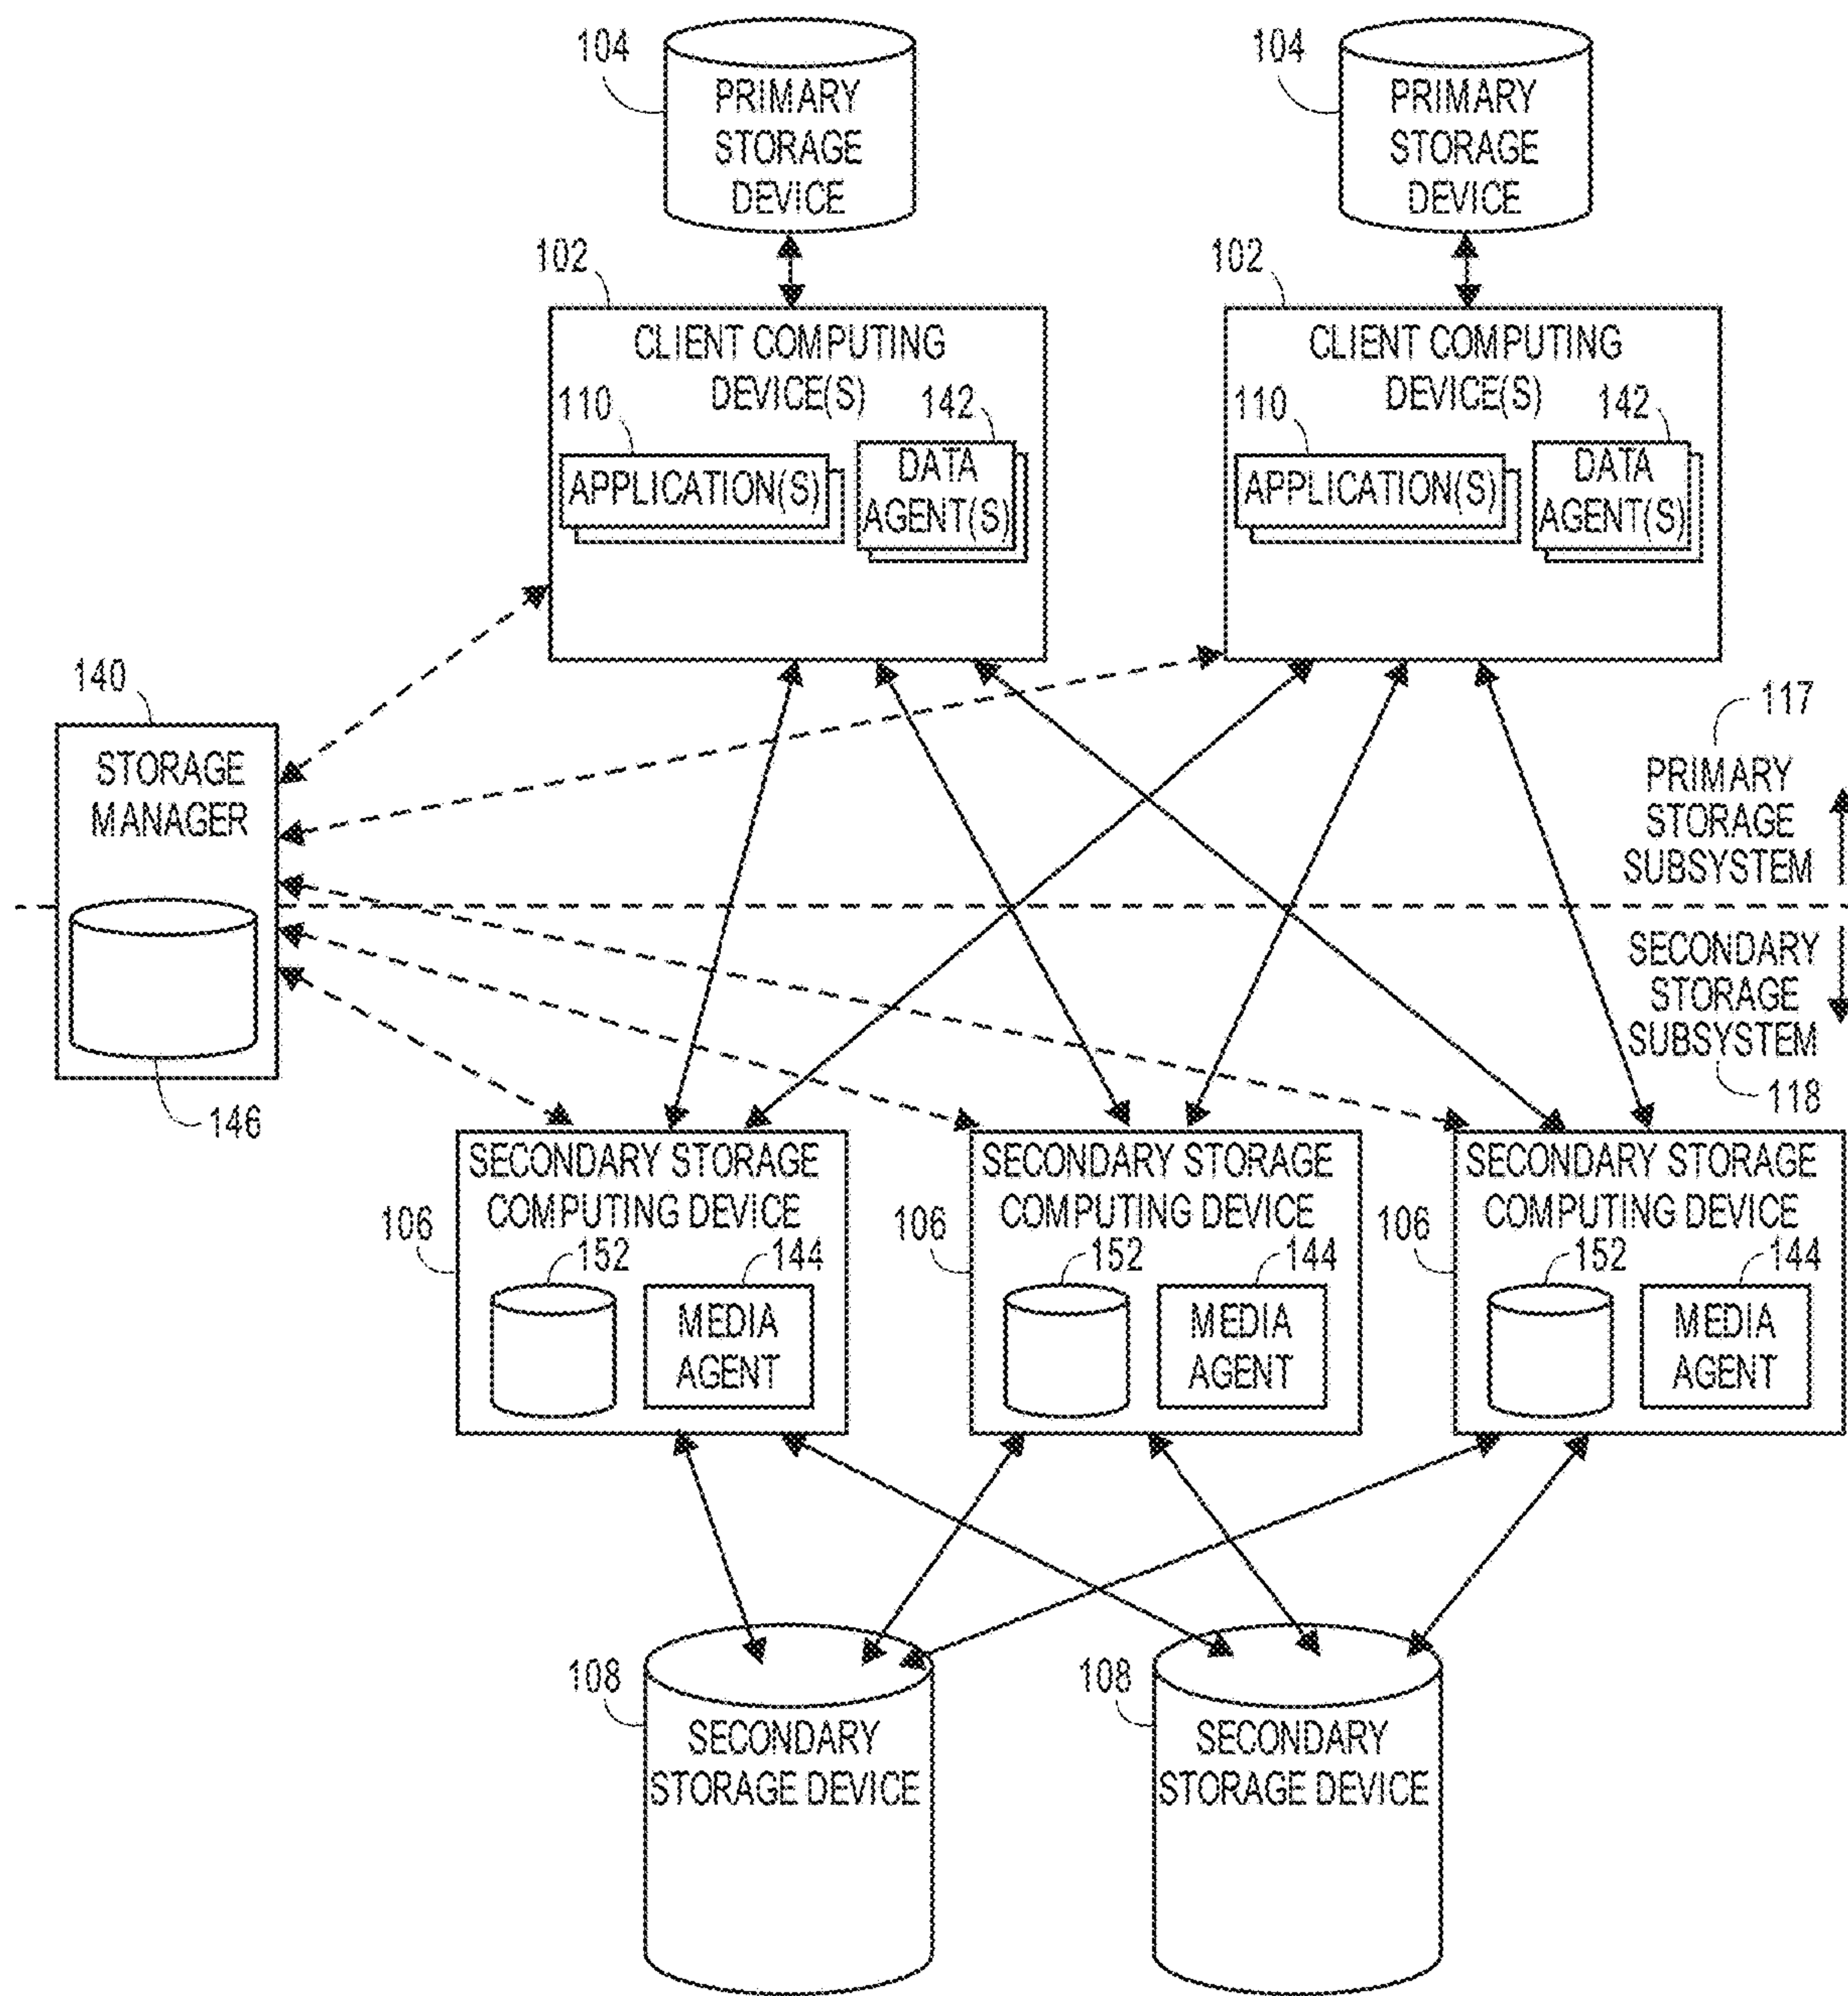 104
PRIMARY
STORAGE
DEVICE
104
PRIMARY
STORAGE
DEVICE
102
CLIENT COMPUTING
DEVICE(S)
110
142
APPLICATION(S)
DATA
AGENT(S)
102
CLIENT COMPUTING
DEVICE(S)
110
142
APPLICATION(S)
DATA
AGENT(S)
140
STORAGE
MANAGER
146
117
PRIMARY
STORAGE
SUBSYSTEM
SECONDARY
STORAGE
SUBSYSTEM
118
106
SECONDARY STORAGE
COMPUTING DEVICE
152
144
MEDIA
AGENT
106
SECONDARY STORAGE
COMPUTING DEVICE
152
144
MEDIA
AGENT
106
SECONDARY STORAGE
COMPUTING DEVICE
152
144
MEDIA
AGENT
108
SECONDARY
STORAGE DEVICE
108
SECONDARY
STORAGE DEVICE